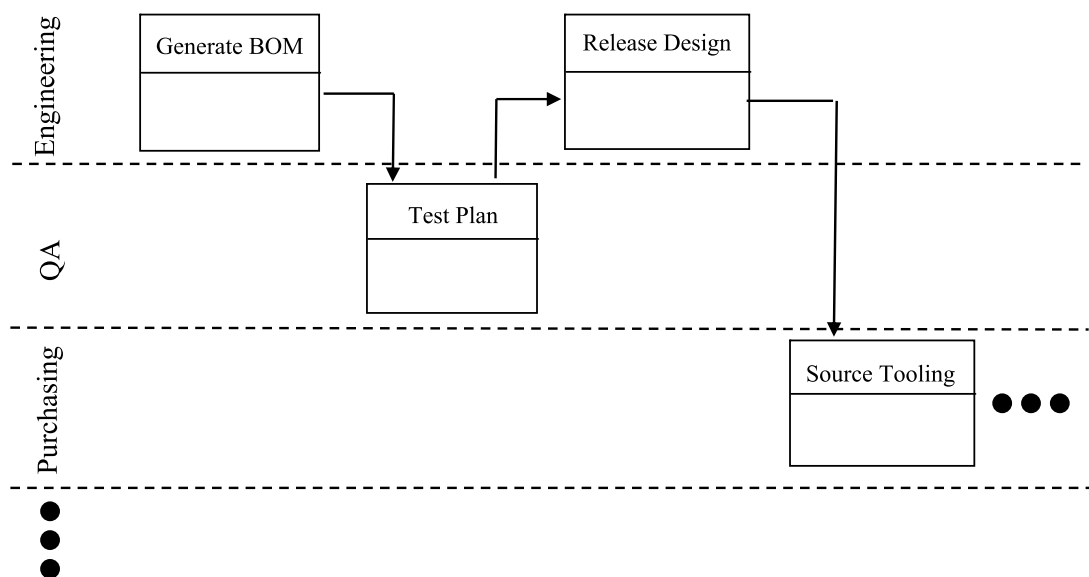 Engineering
Generate BOM
Release Design
QA
Test Plan
Purchasing
Source Tooling